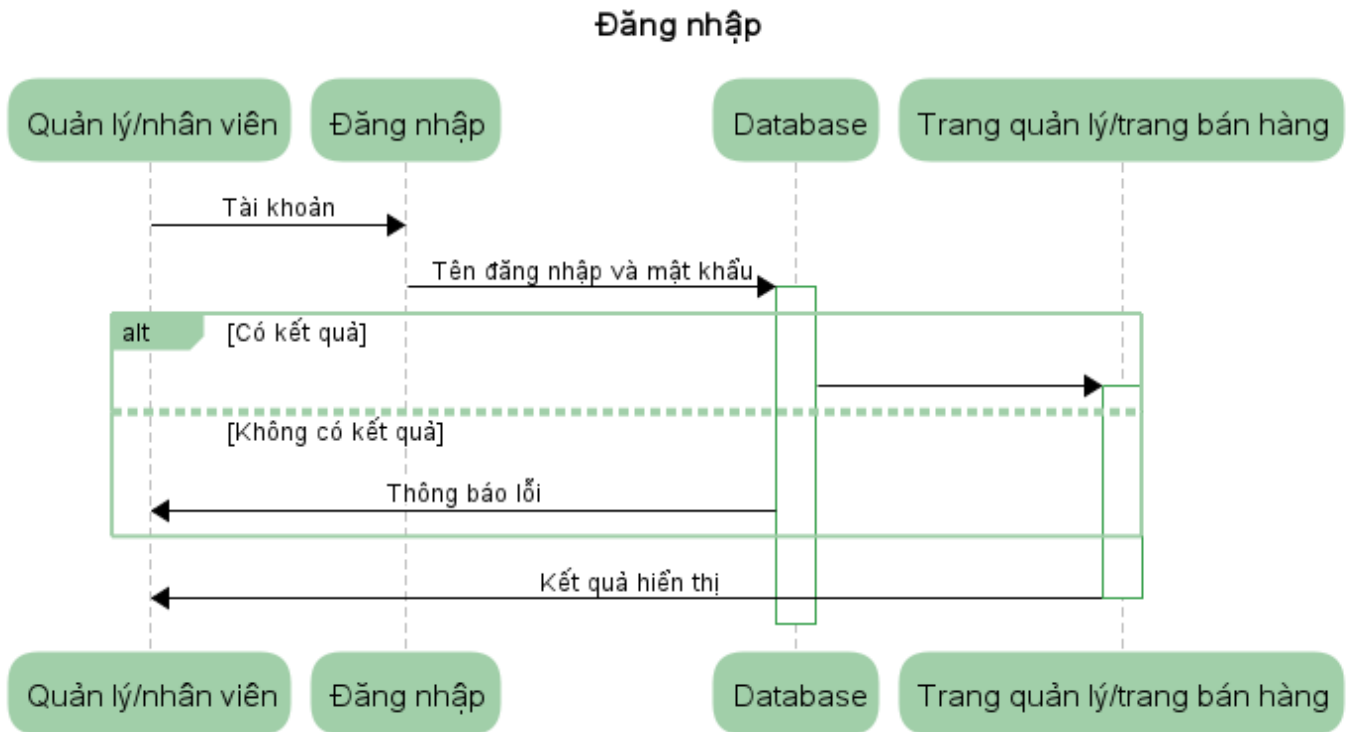 Đăng nhập
Quản lý/nhân viên
Đăng nhập
Database
Trang quản lý/trang bán hàng
Tài khoản
Tên đăng nhập và mật khẩu
alt
[Có kết quả]
[Không có kết quả]
Thông báo lỗi
Kết quả hiển thị
Quản lý/nhân viên
Đăng nhập
Database
Trang quản lý/trang bán hàng